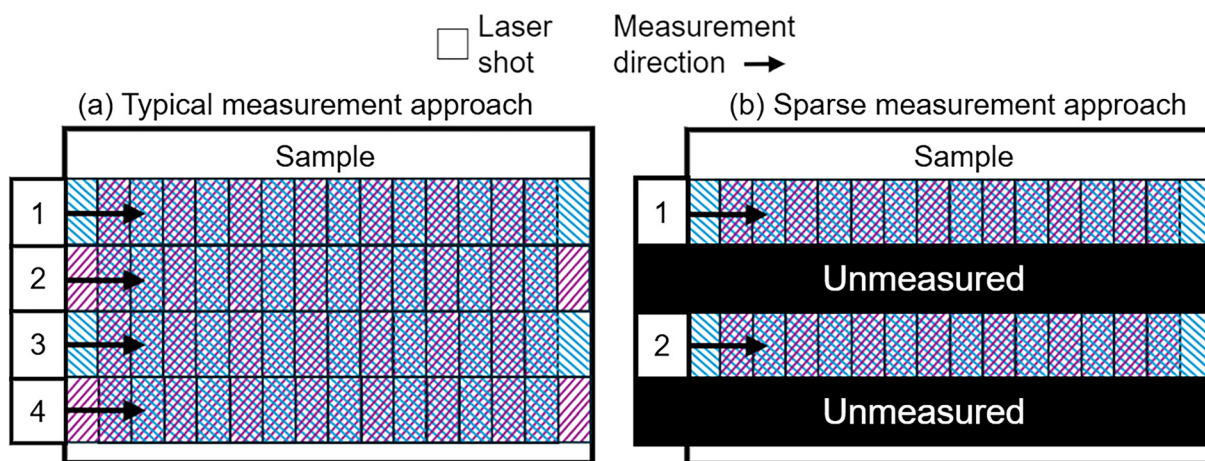 Laser
shot
Measurement
direction
(a) Typical measurement approach
(b) Sparse measurement approach
Sample
1
2
3
4
Sample
1
Unmeasured
2
Unmeasured